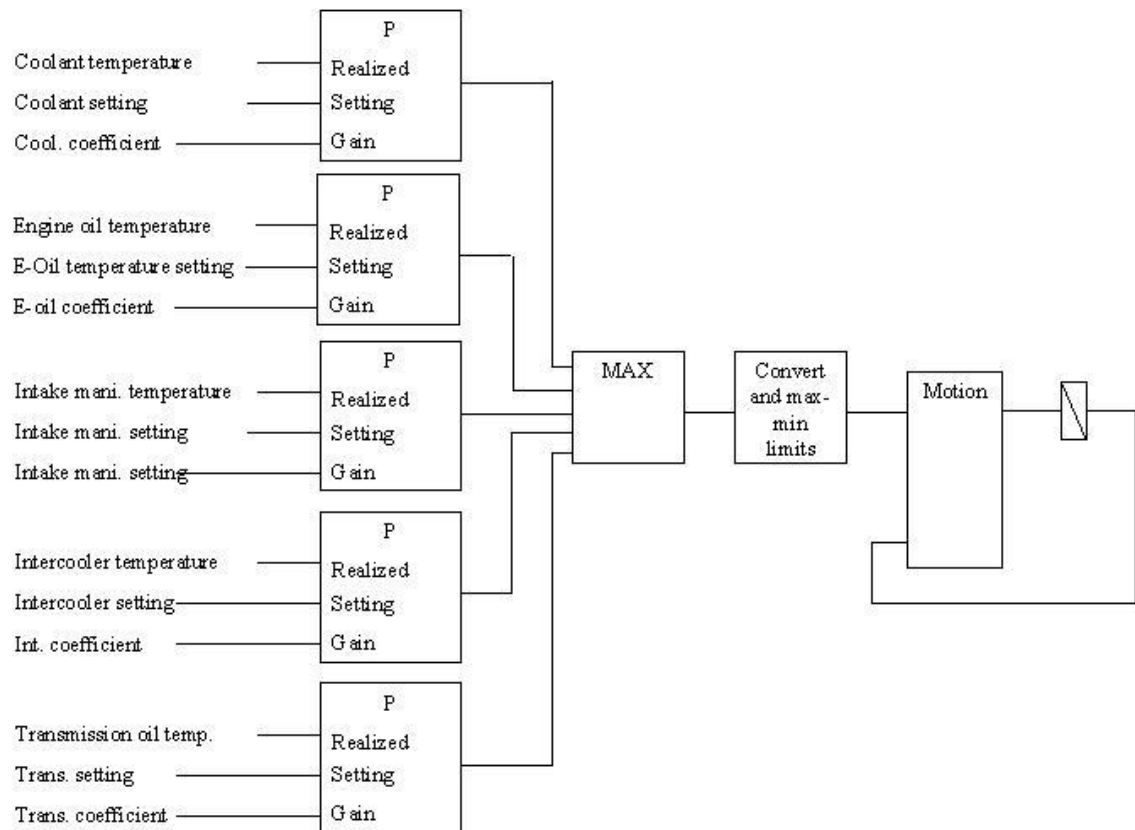 P
Coolant temperature
Realized
Coolant setting
Setting
Cool. coefficient
Gain
P
Engine oil temperature
Realized
E-Oil temperature setting
Setting
E-oil coefficient
Gain
P
Intake mani. temperature
Realized
Intake mani. setting
Setting
Intake mani. setting
Gain
P
Intercooler temperature
Realized
Intercooler setting
Setting
Int. coefficient
Gain
P
Transmission oil temp.
Realized
Trans. setting
Setting
Trans. coefficient
Gain
MAX
Convert
and max-
min
limits
Motion